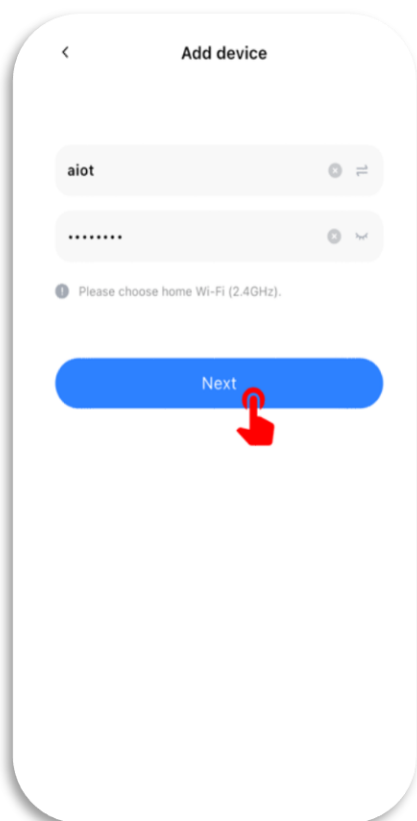 Add device
aiot
••••••••
Please choose home Wi-Fi (2.4GHz).
Next